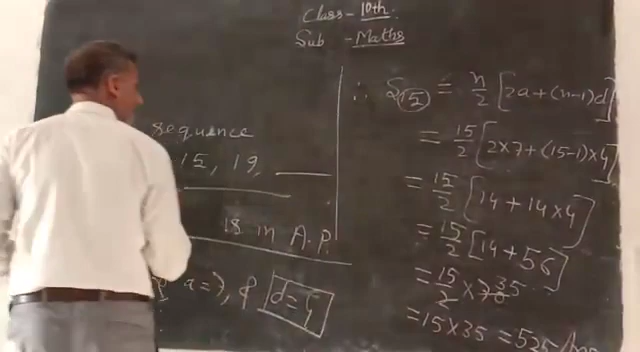 Class - 10th.
Sub - Maths
sequence
15, 19,
is in A.P.
a = 7, & d = 4
∴ S15 = n/2 [2a + (n-1)d]
= 15/2 [2×7 + (15-1)×4]
= 15/2 [14 + 14×4]
= 15/2 [14 + 56]
= 15/2 × 70 35
= 15×35 = 525